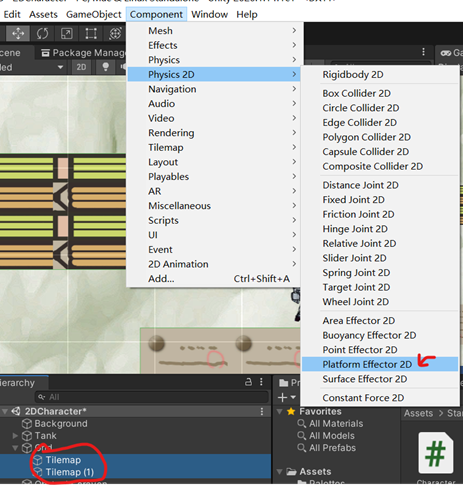 Edit Assets GameObject Component Window Help
cene
Package Manage
Ga
ded
2D
Mesh
Effects
Physics
Physics 2D
Navigation
Audio
Video
Rendering
Tilemap
Layout
Playables
AR
Miscellaneous
Scripts
UI
Event
2D Animation
Add... Ctrl+Shift+A
Rigidbody 2D
Box Collider 2D
Circle Collider 2D
Edge Collider 2D
Polygon Collider 2D
Capsule Collider 2D
Composite Collider 2D
Distance Joint 2D
Fixed Joint 2D
Friction Joint 2D
Hinge Joint 2D
Relative Joint 2D
Slider Joint 2D
Spring Joint 2D
Target Joint 2D
Wheel Joint 2D
Area Effector 2D
Buoyancy Effector 2D
Point Effector 2D
Platform Effector 2D
Surface Effector 2D
Constant Force 2D
ierarchy
All
2DCharacter*
Background
Tank
Grid
Tilemap
Tilemap (1)
Pr
Favorites
All Materials
All Models
All Prefabs
Assets
Assets > Star
#
Character